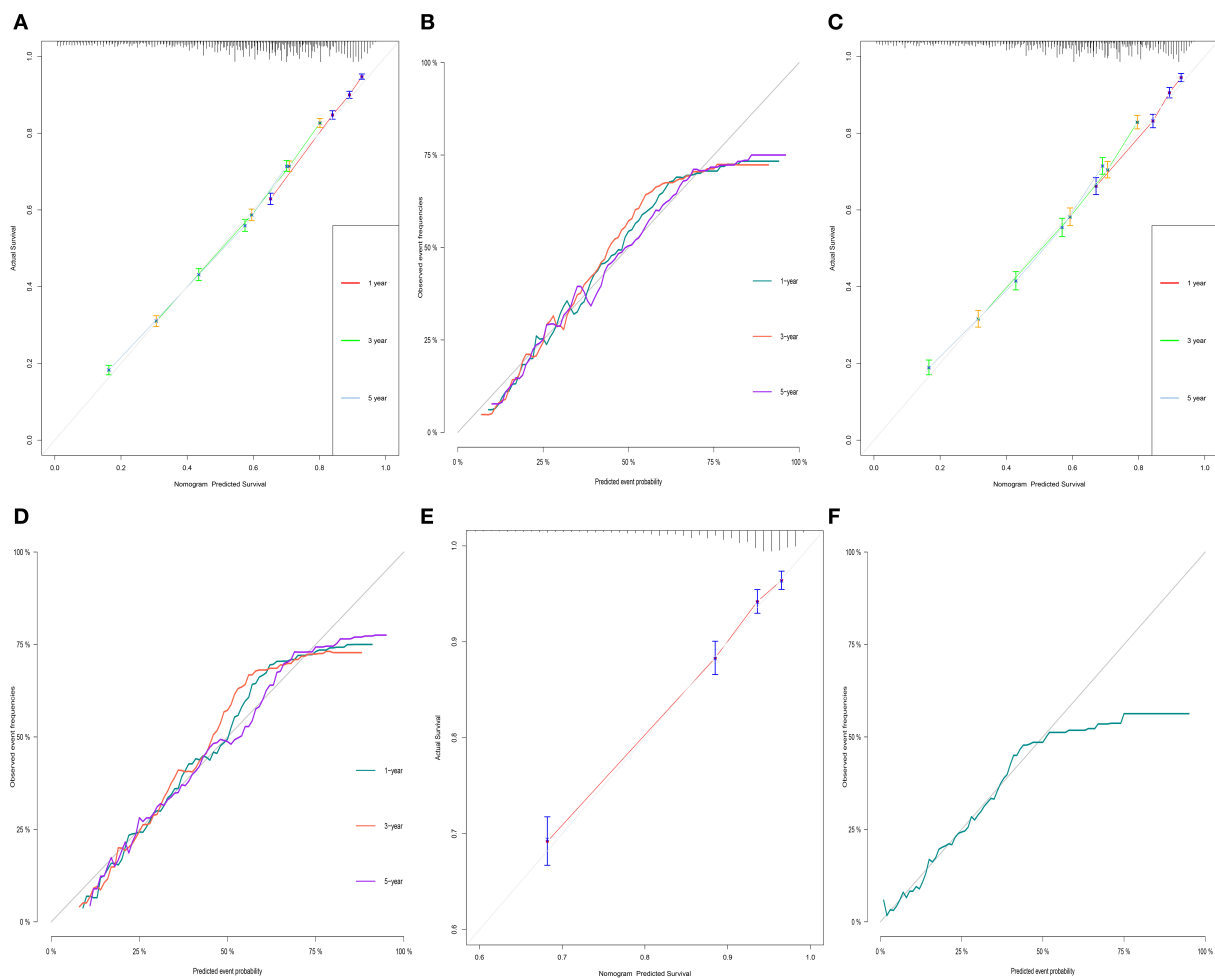 A
1.0
0.8
0.6
0.4
0.2
0.0
Actual Survival
1 year
3 year
5 year
0.0 0.2 0.4 0.6 0.8 1.0
Nomogram Predicted Survival
B
100 %
75%
50%
25%
0 %
Observed event frequencies
1-year
3-year
5-year
0 % 25% 50% 75% 100 %
Predicted event probability
C
1.0
0.8
0.6
0.4
0.2
0.0
Actual Survival
1 year
3 year
5 year
0.0 0.2 0.4 0.6 0.8 1.0
Nomogram Predicted Survival
D
100 %
75%
50%
25%
0 %
Observed event frequencies
1-year
3-year
5-year
0 % 25% 50% 75% 100 %
Predicted event probability
E
1.0
0.9
0.8
0.7
0.6
Actual Survival
0.6 0.7 0.8 0.9 1.0
Nomogram Predicted Survival
F
100 %
75%
50%
25%
0 %
Observed event frequencies
0 % 25% 50% 75% 100 %
Predicted event probability